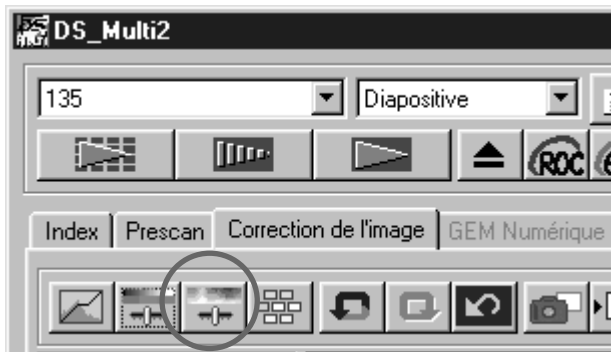 DS_Multi2
135 Diapositive
ROC
Index Prescan Correction de l'image GEM Numérique